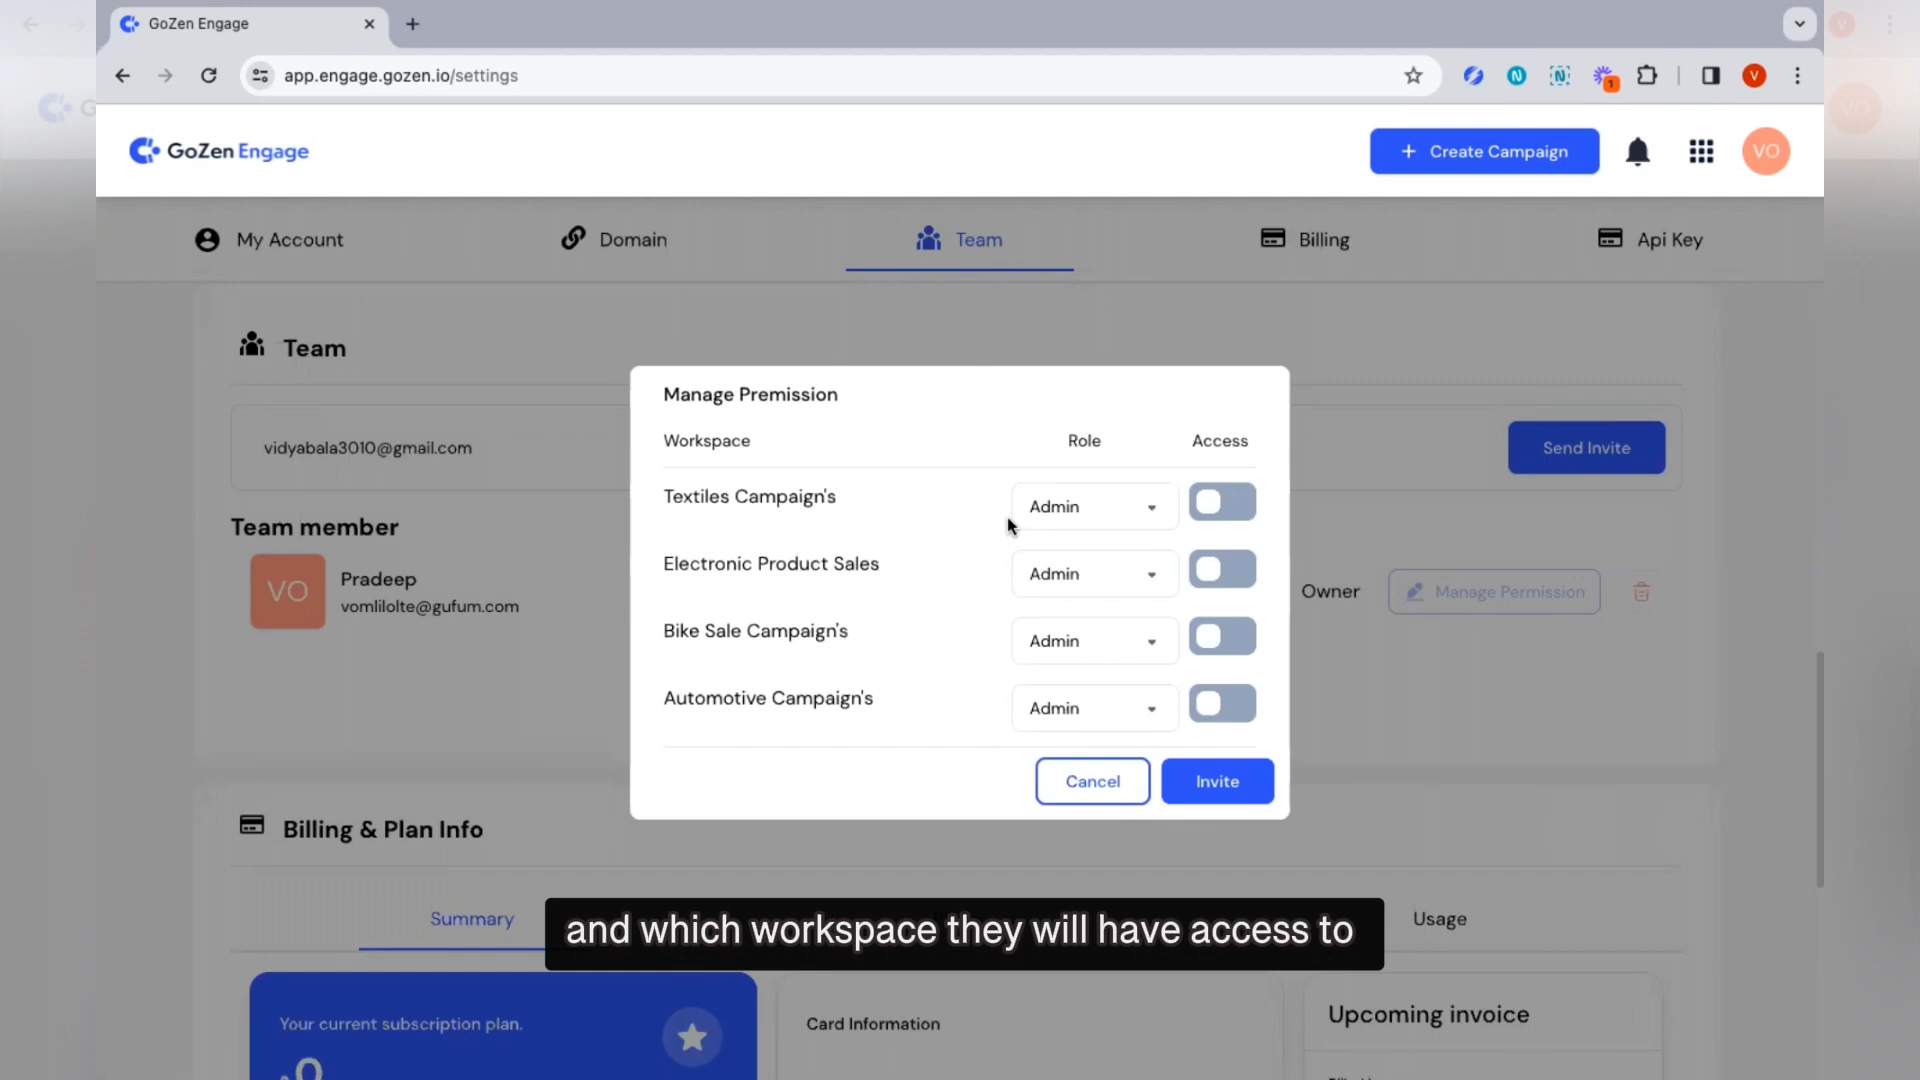 GoZen Engage
app.engage.gozen.io/settings
N
N
1
V
GoZen Engage
+ Create Campaign
VO
My Account
Domain
Team
Billing
Api Key
Team
vidyabala3010@gmail.com
Send Invite
Team member
VO
Pradeep
vomlilolte@gufum.com
Owner
Manage Permission
Manage Premission
Workspace
Role
Access
Textiles Campaign's
Admin
Electronic Product Sales
Admin
Bike Sale Campaign's
Admin
Automotive Campaign's
Admin
Cancel
Invite
Billing & Plan Info
Summary
Usage
and which workspace they will have access to
Your current subscription plan.
Card Information
Upcoming invoice